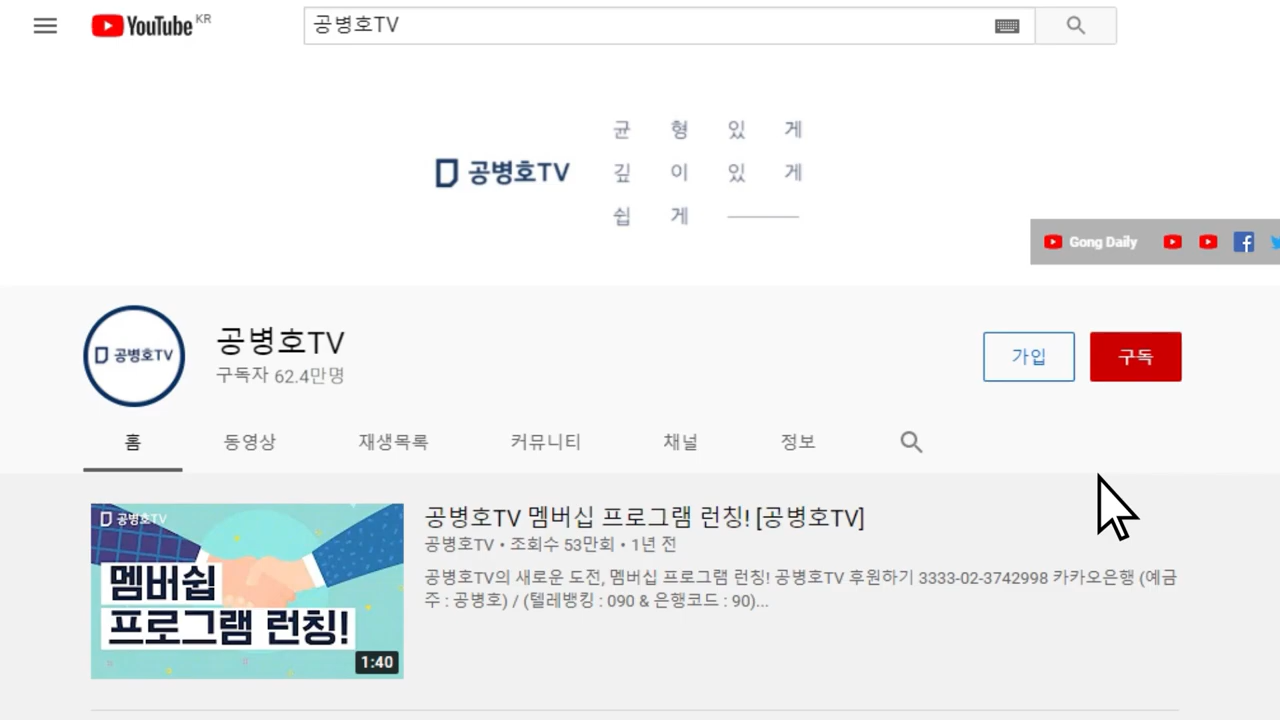 YouTube KR
공병호TV
균 형 있 게
공병호TV
깊 이 있 게
쉽 게
Gong Daily
공병호TV
공병호TV
구독자 62.4만명
가입
구독
홈
동영상
재생목록
커뮤니티
채널
정보
공병호TV
멤버쉽
프로그램 런칭!
1:40
공병호TV 멤버십 프로그램 런칭! [공병호TV]
공병호TV • 조회수 53만회 • 1년 전
공병호TV의 새로운 도전, 멤버십 프로그램 런칭! 공병호TV 후원하기 3333-02-3742998 카카오은행 (예금
주 : 공병호) / (텔레뱅킹 : 090 & 은행코드 : 90)...